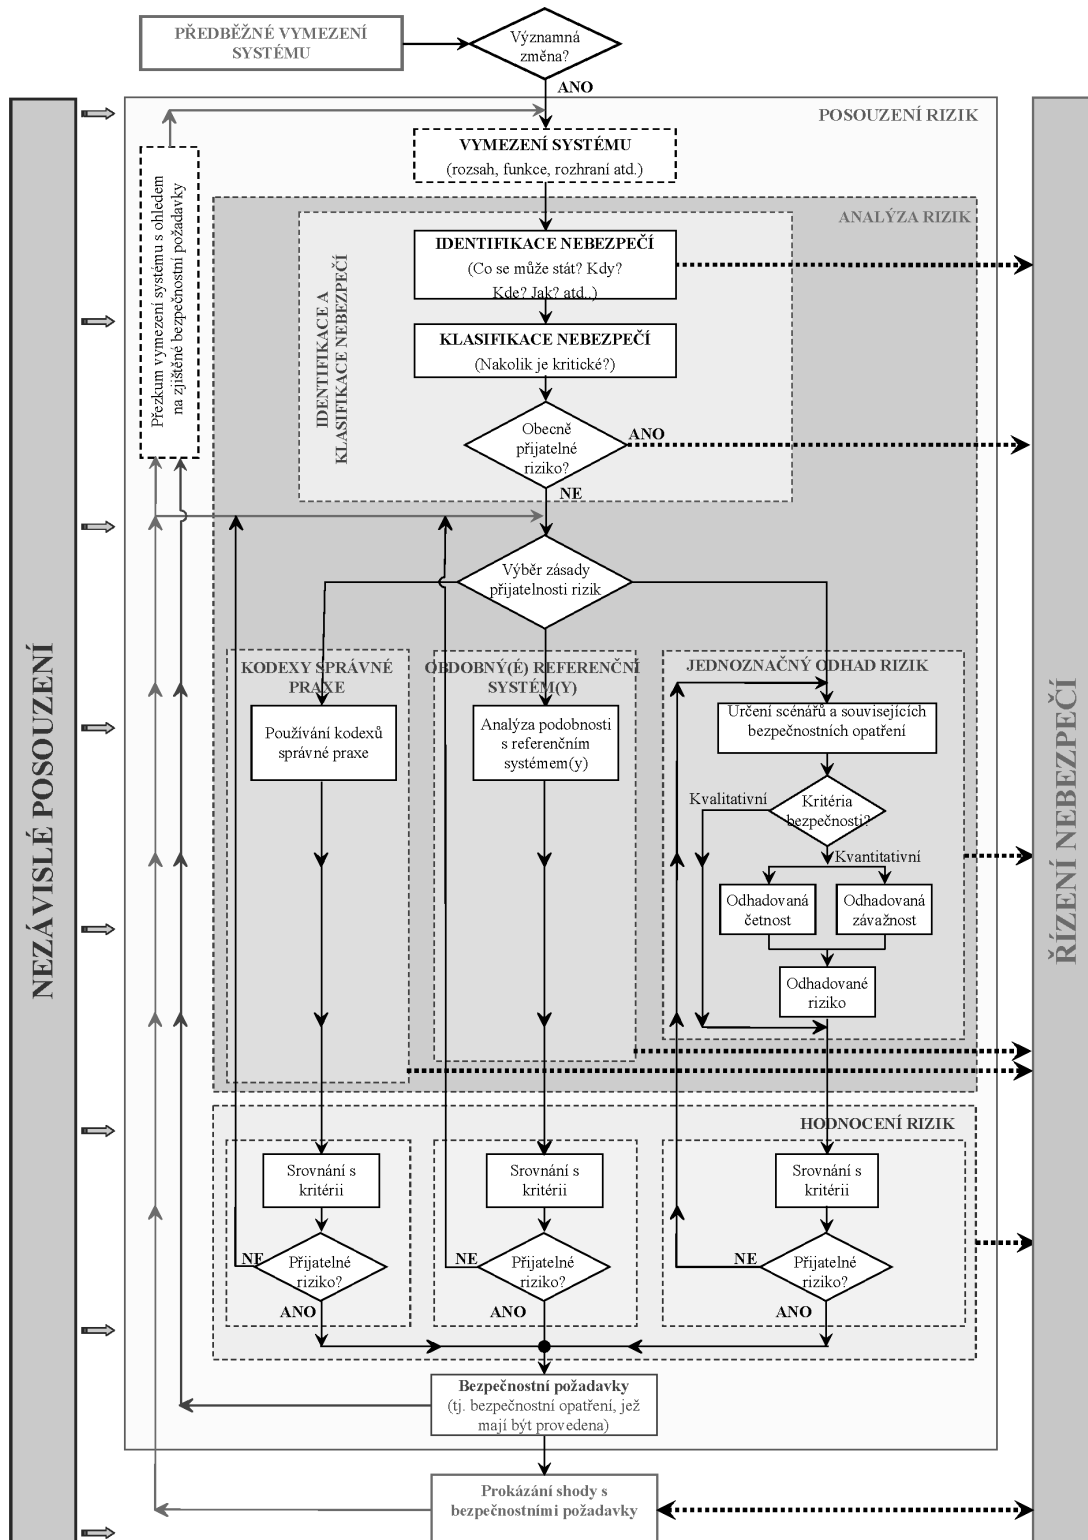 PŘEDBĚŽNÉ VYMEZENÍ
SYSTÉMU
Významná
změna?
ANO
POSOUZENÍ RIZIK
VYMEZENÍ SYSTÉMU
(rozsah, funkce, rozhraní atd.)
Přezkum vymezení systému s ohledem
na zjištěné bezpečnostní požadavky
ANALÝZA RIZIK
IDENTIFIKACE A
KLASIFIKACE NEBEZPEČÍ
IDENTIFIKACE NEBEZPEČÍ
(Co se může stát? Kdy?
Kde? Jak? atd..)
KLASIFIKACE NEBEZPEČÍ
(Nakolik je kritické?)
Obecně
přijatelné
riziko?
ANO
NE
Výběr zásady
přijatelnosti rizik
NEZÁVISLÉ POSOUZENÍ
ŘÍZENÍ NEBEZPEČÍ
KODEXY SPRÁVNÉ
PRAXE
Používání kodexů
správné praxe
OBDOBNÝ(É) REFERENČNÍ
SYSTÉM(Y)
Analýza podobnosti
s referenčním
systémem(y)
JEDNOZNAČNÝ ODHAD RIZIK
Určení scénářů a souvisejících
bezpečnostních opatření
Kvalitativní
Kritéria
bezpečnosti?
Kvantitativní
Odhadovaná
četnost
Odhadovaná
závažnost
Odhadované
riziko
HODNOCENÍ RIZIK
Srovnání s
kritérii
Srovnání s
kritérii
Srovnání s
kritérii
NE
Přijatelné
riziko?
ANO
NE
Přijatelné
riziko?
ANO
NE
Přijatelné
riziko?
ANO
Bezpečnostní požadavky
(tj. bezpečnostní opatření, jež
mají být provedena)
Prokázání shody s
bezpečnostními požadavky